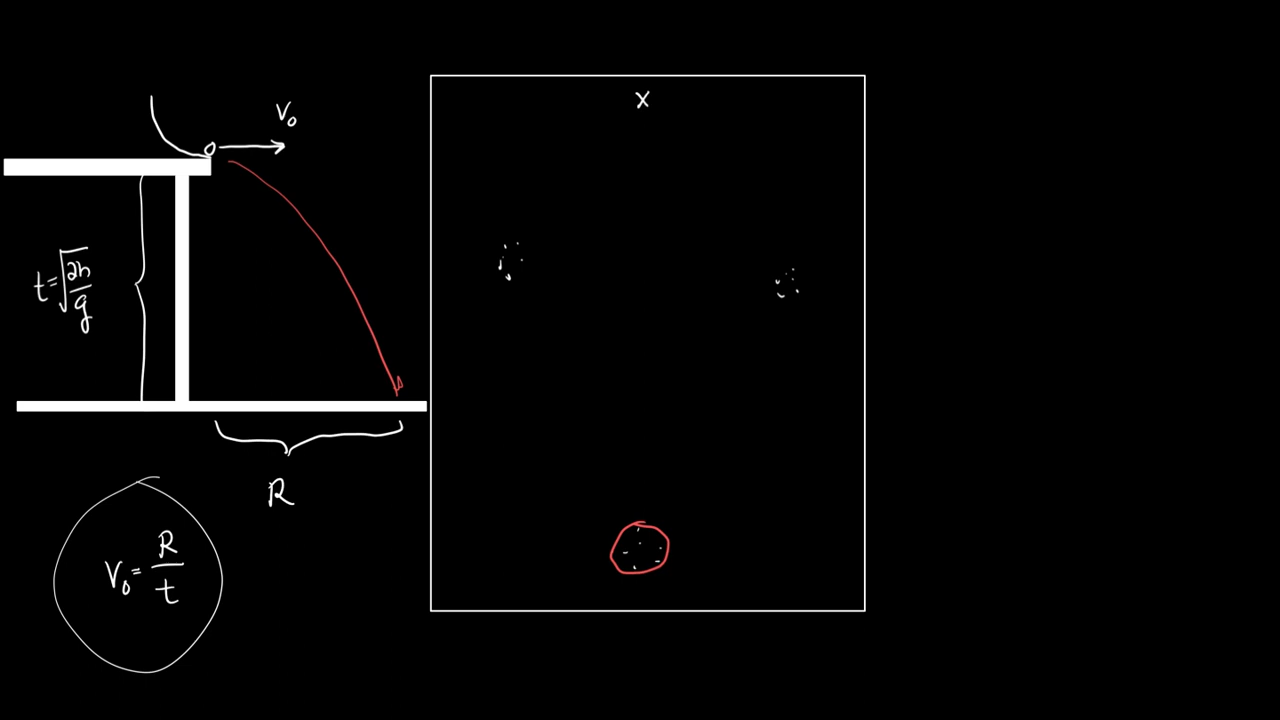 V₀
t=√(2h/g)
R
V₀=R/t
x